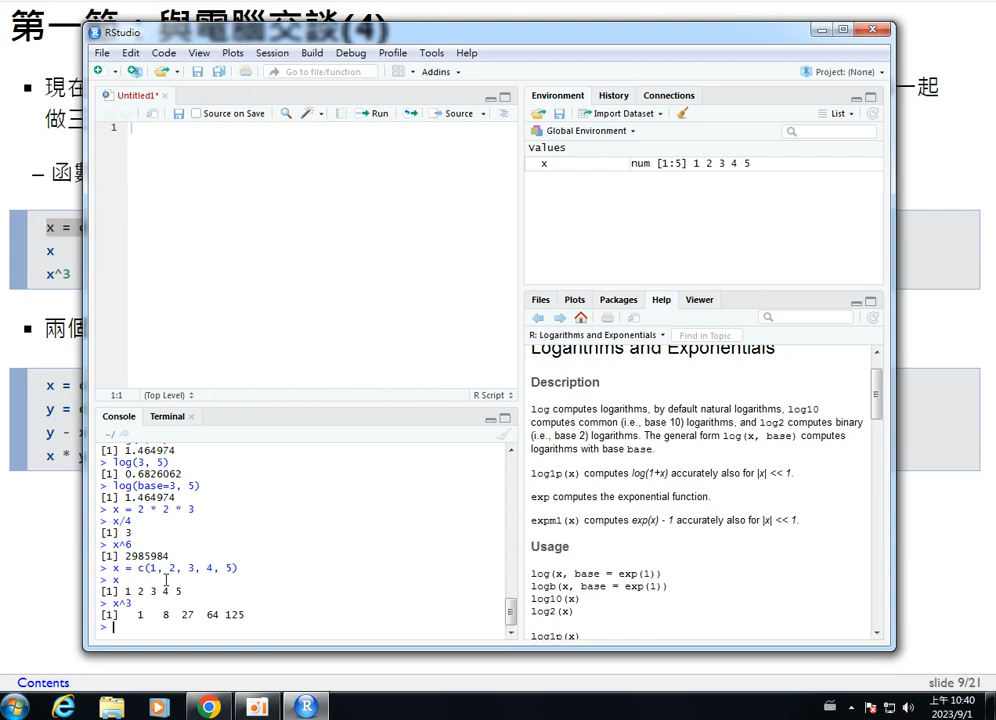 第一節：與電腦交談(4)
RStudio
File Edit Code View Plots Session Build Debug Profile Tools Help
Go to file/function Addins Project: (None)
現在
一起
做三
– 函數
x = c
x
x^3
兩個
x = c
y = c
y - x
x * y
Untitled1*
Source on Save Run Source
1
1:1 (Top Level) R Script
Console Terminal
~/
[1] 1.464974
> log(3, 5)
[1] 0.6826062
> log(base=3, 5)
[1] 1.464974
> x = 2 * 2 * 3
> x/4
[1] 3
> x^6
[1] 2985984
> x = c(1, 2, 3, 4, 5)
> x
[1] 1 2 3 4 5
> x^3
[1]   1   8  27  64 125
>
Environment History Connections
Import Dataset List
Global Environment
Values
x num [1:5] 1 2 3 4 5
Files Plots Packages Help Viewer
R: Logarithms and Exponentials Find in Topic
Logarithms and Exponentials
Description
log computes logarithms, by default natural logarithms, log10
computes common (i.e., base 10) logarithms, and log2 computes binary
(i.e., base 2) logarithms. The general form log(x, base) computes
logarithms with base base.
log1p(x) computes log(1+x) accurately also for |x| << 1.
exp computes the exponential function.
expm1(x) computes exp(x) - 1 accurately also for |x| << 1.
Usage
log(x, base = exp(1))
logb(x, base = exp(1))
log10(x)
log2(x)
log1p(x)
Contents
slide 9/21
上午 10:40
2023/9/1